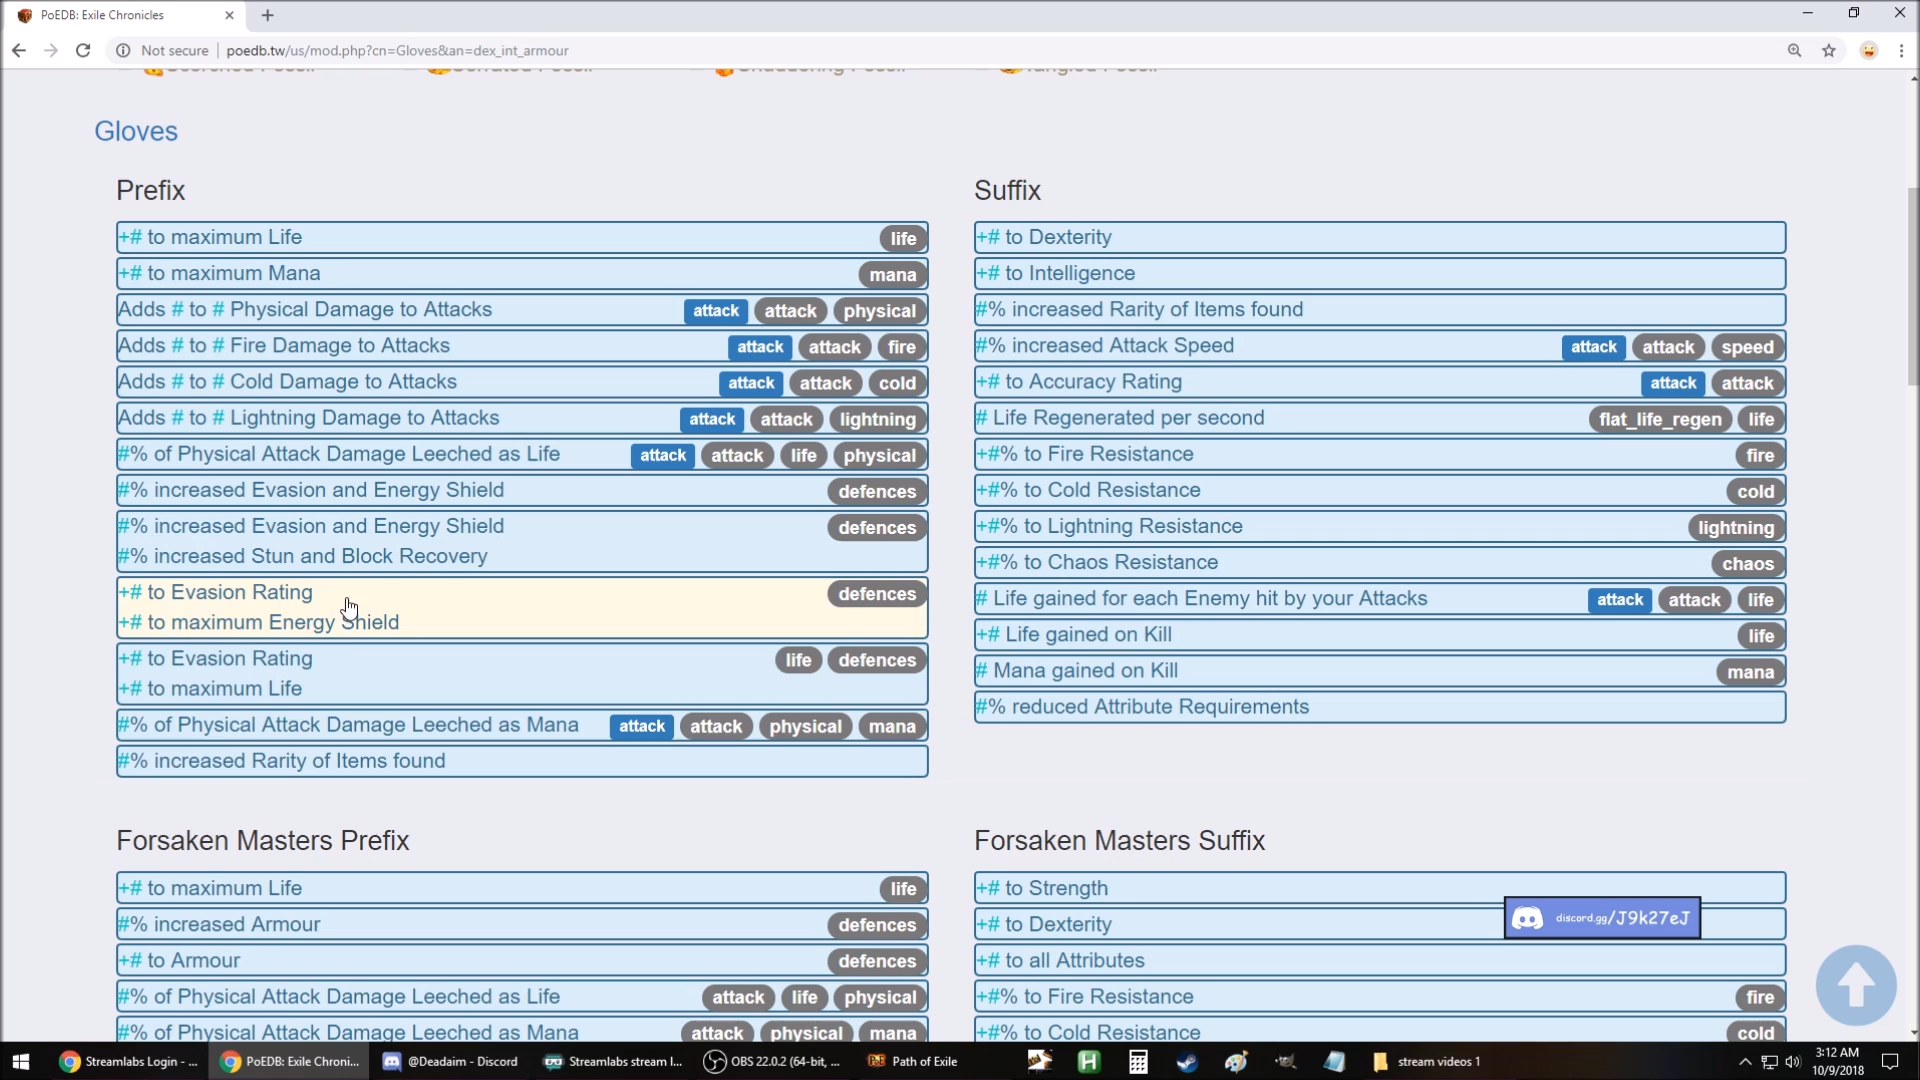 PoEDB: Exile Chronicles
Not secure
poedb.tw/us/mod.php?cn=Gloves&an=dex_int_armour
Gloves
Prefix
+# to maximum Life life
+# to maximum Mana mana
Adds # to # Physical Damage to Attacks attack attack physical
Adds # to # Fire Damage to Attacks attack attack fire
Adds # to # Cold Damage to Attacks attack attack cold
Adds # to # Lightning Damage to Attacks attack attack lightning
#% of Physical Attack Damage Leeched as Life attack attack life physical
#% increased Evasion and Energy Shield defences
#% increased Evasion and Energy Shield defences
#% increased Stun and Block Recovery
+# to Evasion Rating defences
+# to maximum Energy Shield
+# to Evasion Rating life defences
+# to maximum Life
#% of Physical Attack Damage Leeched as Mana attack attack physical mana
#% increased Rarity of Items found
Suffix
+# to Dexterity
+# to Intelligence
#% increased Rarity of Items found
#% increased Attack Speed attack attack speed
+# to Accuracy Rating attack attack
# Life Regenerated per second flat_life_regen life
+#% to Fire Resistance fire
+#% to Cold Resistance cold
+#% to Lightning Resistance lightning
+#% to Chaos Resistance chaos
# Life gained for each Enemy hit by your Attacks attack attack life
+# Life gained on Kill life
# Mana gained on Kill mana
#% reduced Attribute Requirements
Forsaken Masters Prefix
+# to maximum Life life
#% increased Armour defences
+# to Armour defences
#% of Physical Attack Damage Leeched as Life attack life physical
#% of Physical Attack Damage Leeched as Mana attack physical mana
Forsaken Masters Suffix
+# to Strength
+# to Dexterity
+# to all Attributes
+#% to Fire Resistance fire
+#% to Cold Resistance cold
discord.gg/J9k27eJ
Streamlabs Login - ...
PoEDB: Exile Chroni...
@Deadaim - Discord
Streamlabs stream l...
OBS 22.0.2 (64-bit, ...
Path of Exile
stream videos 1
3:12 AM
10/9/2018